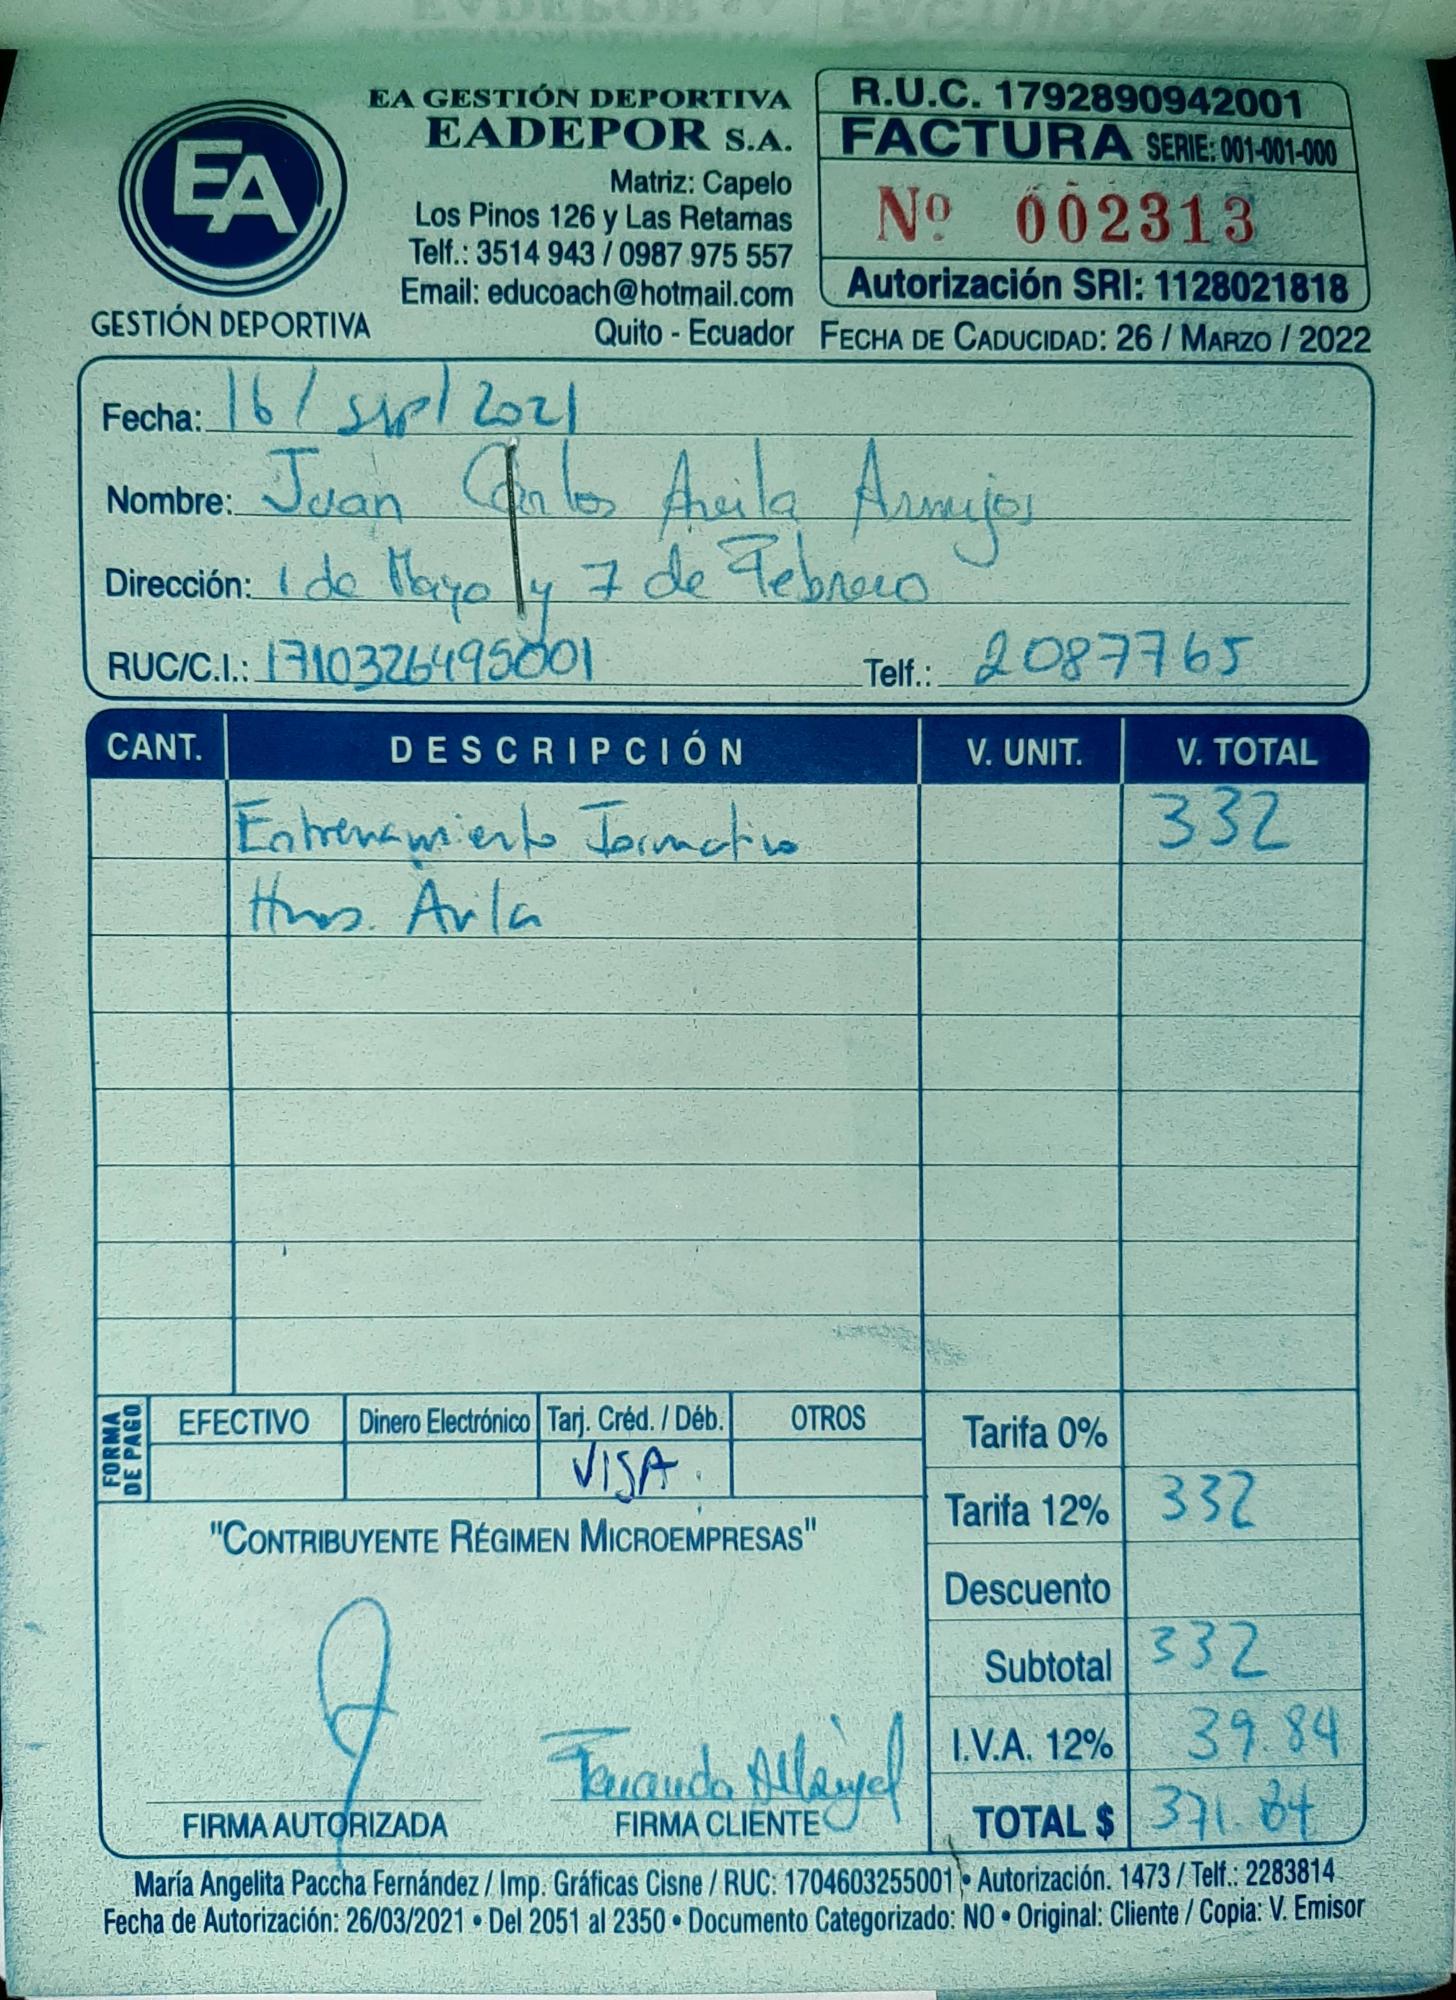 EA
GESTIÓN DEPORTIVA
EA GESTIÓN DEPORTIVA
EADEPOR S.A.
Matriz: Capelo
Los Pinos 126 y Las Retamas
Telf.: 3514 943 / 0987 975 557
Email: educoach@hotmail.com
Quito - Ecuador
R.U.C. 1792890942001
FACTURA SERIE: 001-001-000
Nº 002313
Autorización SRI: 1128021818
FECHA DE CADUCIDAD: 26 / MARZO / 2022
Fecha: 16/sep/2021
Nombre: Juan Carlos Avila Armijos
Dirección: 1 de Mayo y 7 de Febrero
RUC/C.I.: 1710326495001 Telf.: 2087765
CANT. DESCRIPCIÓN V. UNIT. V. TOTAL
Entrenamiento Formativo 332
Hnos. Avila
FORMA DE PAGO
EFECTIVO Dinero Electrónico Tarj. Créd. / Déb. OTROS
VISA.
Tarifa 0%
Tarifa 12% 332
Descuento
Subtotal 332
I.V.A. 12% 39.84
TOTAL $ 371.84
"CONTRIBUYENTE RÉGIMEN MICROEMPRESAS"
FIRMA AUTORIZADA FIRMA CLIENTE
María Angelita Paccha Fernández / Imp. Gráficas Cisne / RUC: 1704603255001 • Autorización. 1473 / Telf.: 2283814
Fecha de Autorización: 26/03/2021 • Del 2051 al 2350 • Documento Categorizado: NO • Original: Cliente / Copia: V. Emisor